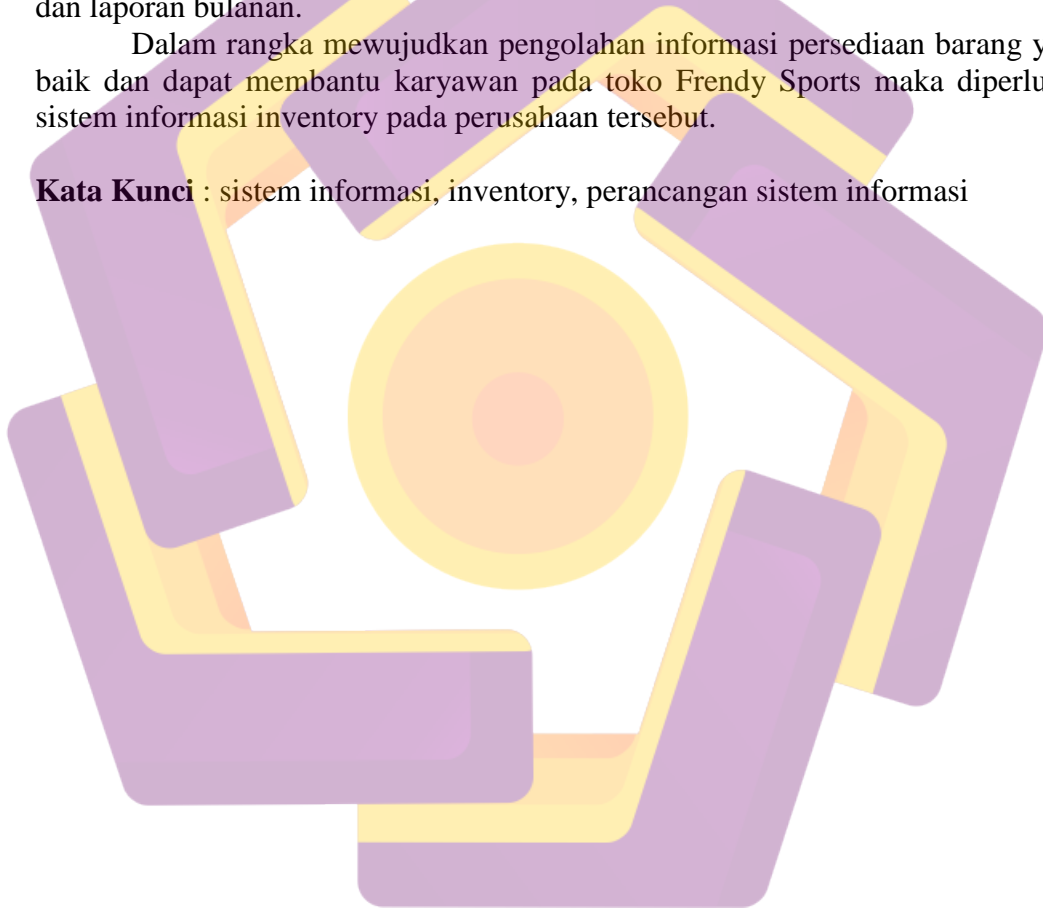 dan laporan bulanan.
Dalam rangka mewujudkan pengolahan informasi persediaan barang
baik dan dapat membantu karyawan pada toko Frendy Sports maka
sistem informasi inventory pada perusahaan tersebut.
Kata Kunci : sistem informasi, inventory, perancangan sistem informasi